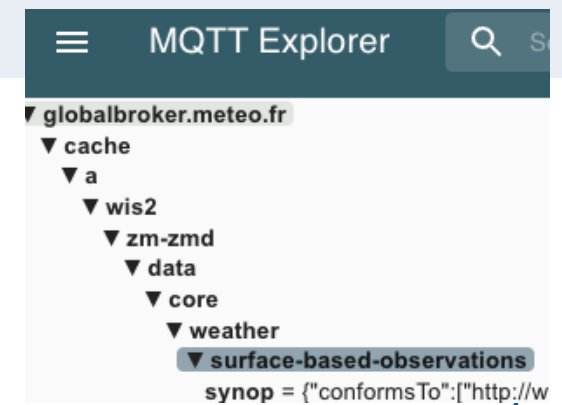 MQTT Explorer
▼ globalbroker.meteo.fr
▼ cache
▼ a
▼ wis2
▼ zm-zmd
▼ data
▼ core
▼ weather
▼ surface-based-observations
synop = {"conformsTo":["http://w